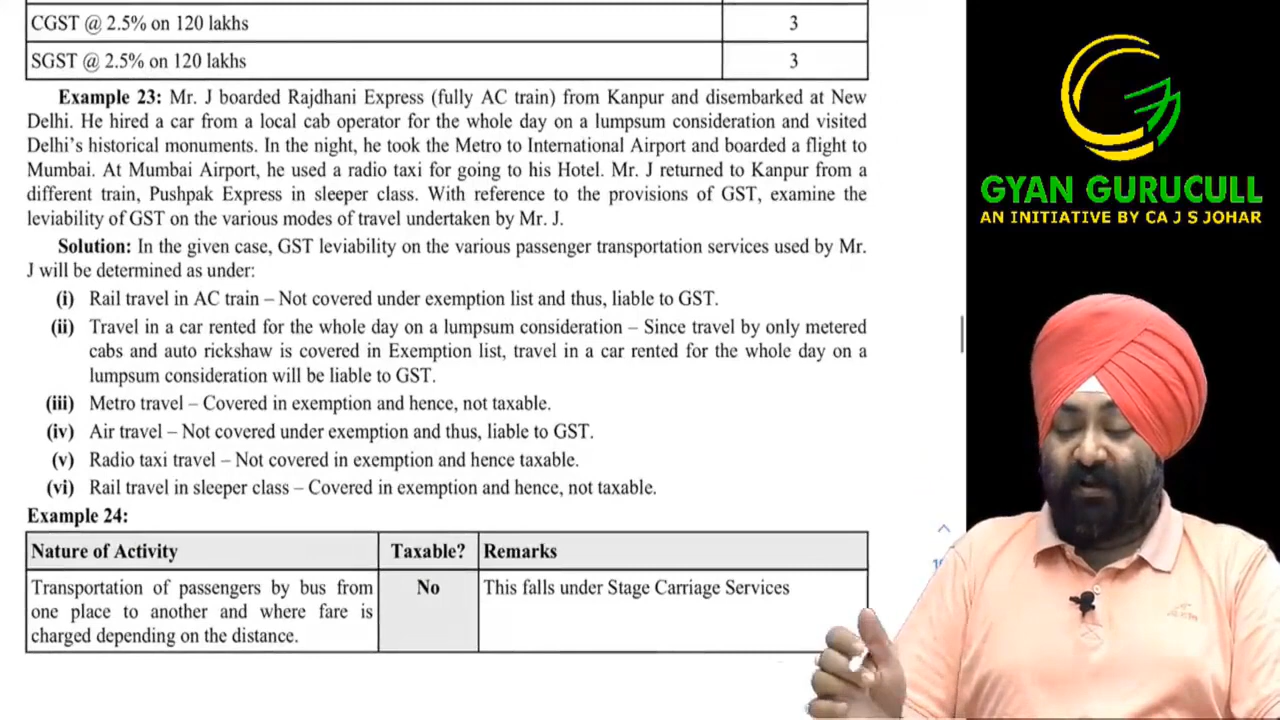 CGST @ 2.5% on 120 lakhs 3
SGST @ 2.5% on 120 lakhs 3
Example 23: Mr. J boarded Rajdhani Express (fully AC train) from Kanpur and disembarked at New
Delhi. He hired a car from a local cab operator for the whole day on a lumpsum consideration and visited
Delhi's historical monuments. In the night, he took the Metro to International Airport and boarded a flight to
Mumbai. At Mumbai Airport, he used a radio taxi for going to his Hotel. Mr. J returned to Kanpur from a
different train, Pushpak Express in sleeper class. With reference to the provisions of GST, examine the
leviability of GST on the various modes of travel undertaken by Mr. J.
Solution: In the given case, GST leviability on the various passenger transportation services used by Mr.
J will be determined as under:
(i) Rail travel in AC train – Not covered under exemption list and thus, liable to GST.
(ii) Travel in a car rented for the whole day on a lumpsum consideration – Since travel by only metered
cabs and auto rickshaw is covered in Exemption list, travel in a car rented for the whole day on a
lumpsum consideration will be liable to GST.
(iii) Metro travel – Covered in exemption and hence, not taxable.
(iv) Air travel – Not covered under exemption and thus, liable to GST.
(v) Radio taxi travel – Not covered in exemption and hence taxable.
(vi) Rail travel in sleeper class – Covered in exemption and hence, not taxable.
Example 24:
Nature of Activity Taxable? Remarks
Transportation of passengers by bus from No This falls under Stage Carriage Services
one place to another and where fare is
charged depending on the distance.
GYAN GURUCULL
AN INITIATIVE BY CA J S JOHAR